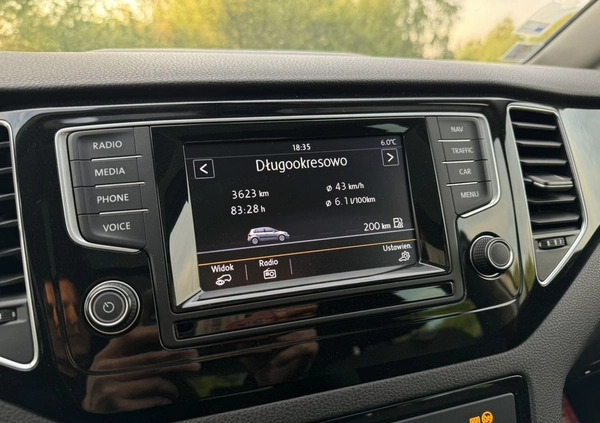 RADIO
MEDIA
PHONE
VOICE
18:35 6.0°C
Długookresowo
3623 km ø 43 km/h
83:28 h ø 6.1 l/100km
200 km
Widok Radio Ustawien.
NAV
TRAFFIC
CAR
MENU